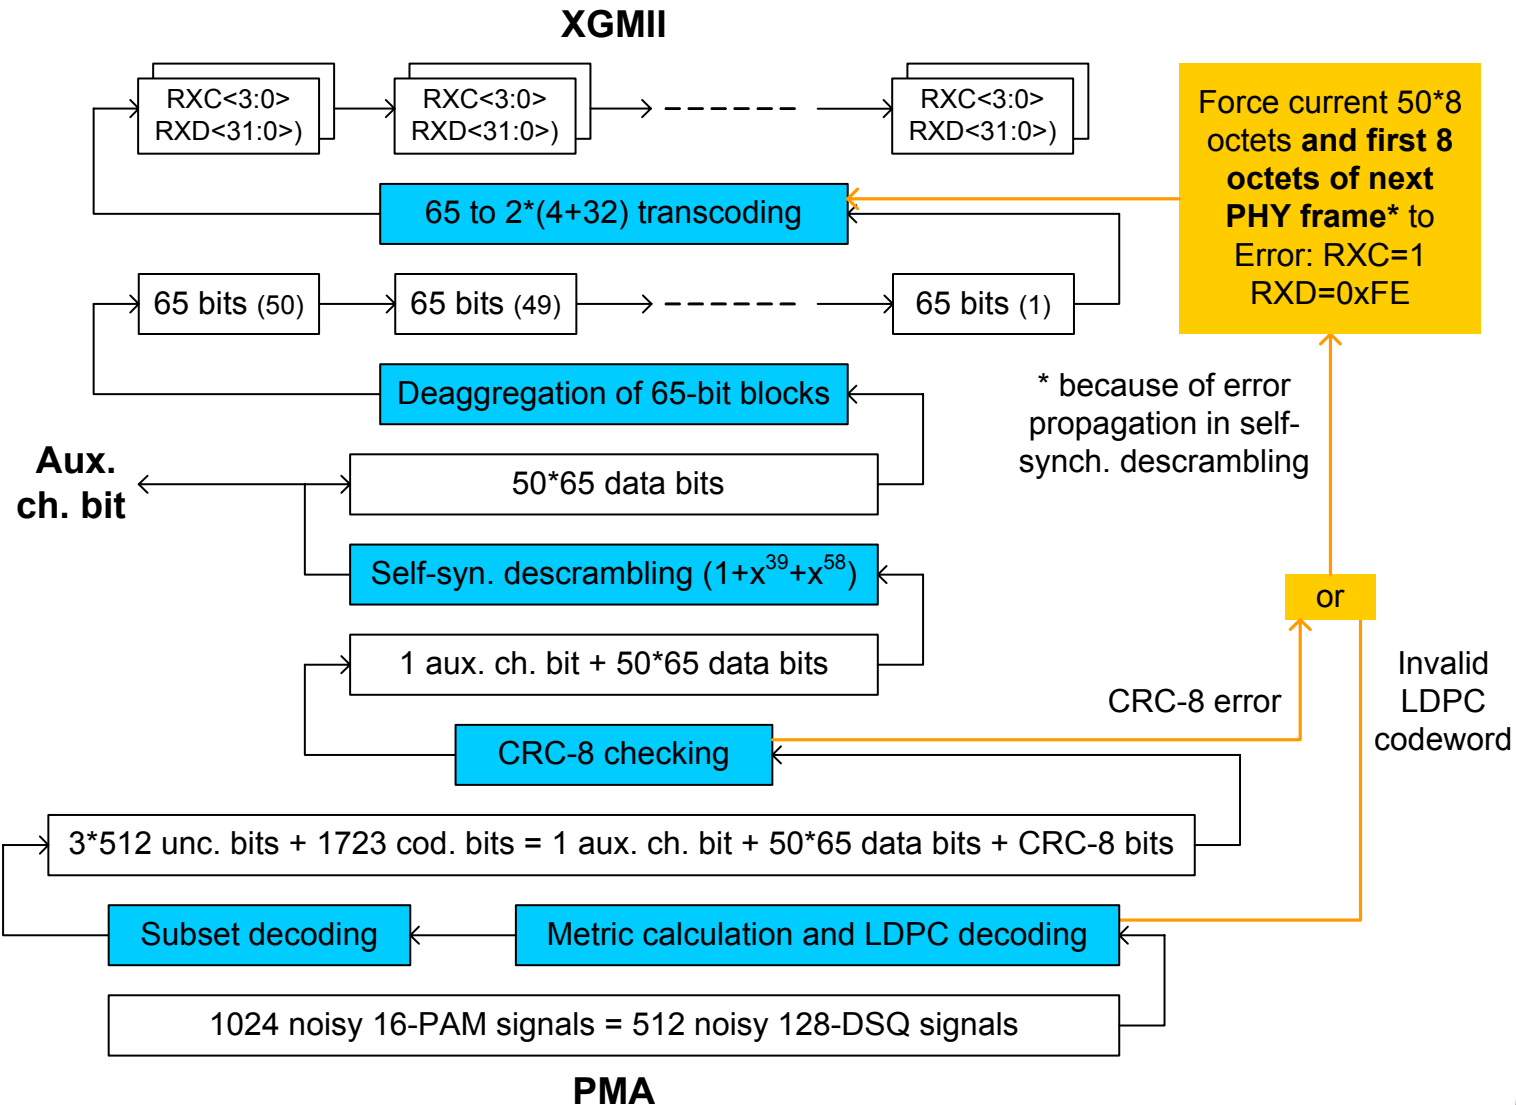 XGMII
RXC<3:0>
RXD<31:0>)
RXC<3:0>
RXD<31:0>)
RXC<3:0>
RXD<31:0>)
Force current 50*8
octets and first 8
octets of next
PHY frame* to
Error: RXC=1
RXD=0xFE
65 to 2*(4+32) transcoding
65 bits (50)
65 bits (49)
65 bits (1)
Deaggregation of 65-bit blocks
* because of error
propagation in self-
synch. descrambling
Aux.
ch. bit
50*65 data bits
Self-syn. descrambling (1+x^39+x^58)
or
1 aux. ch. bit + 50*65 data bits
CRC-8 error
Invalid
LDPC
codeword
CRC-8 checking
3*512 unc. bits + 1723 cod. bits = 1 aux. ch. bit + 50*65 data bits + CRC-8 bits
Subset decoding
Metric calculation and LDPC decoding
1024 noisy 16-PAM signals = 512 noisy 128-DSQ signals
PMA